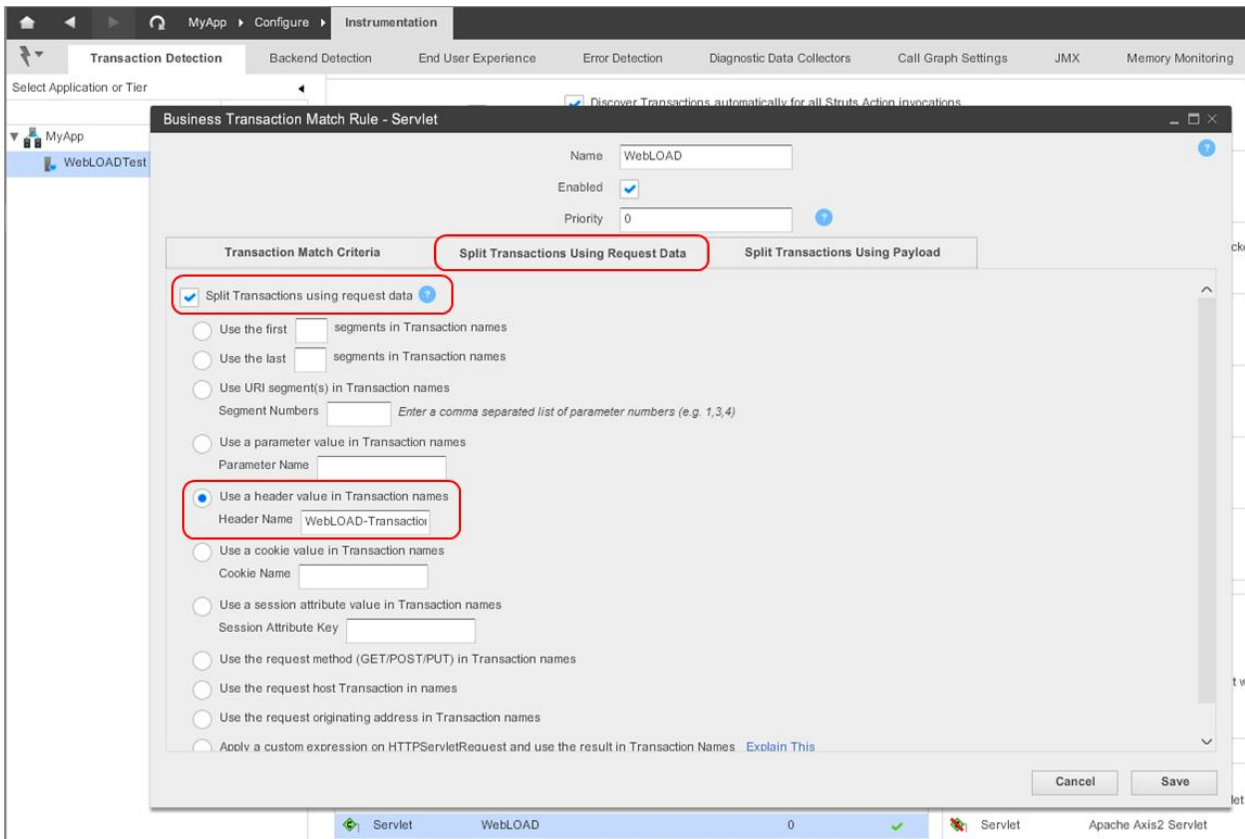 MyApp Configure Instrumentation
Transaction Detection Backend Detection End User Experience Error Detection Diagnostic Data Collectors Call Graph Settings JMX Memory Monitoring
Select Application or Tier
Discover Transactions automatically for all Struts Action invocations
MyApp
WebLOADTest
Business Transaction Match Rule - Servlet
Name WebLOAD
Enabled
Priority 0
Transaction Match Criteria Split Transactions Using Request Data Split Transactions Using Payload
Split Transactions using request data
Use the first segments in Transaction names
Use the last segments in Transaction names
Use URI segment(s) in Transaction names
Segment Numbers Enter a comma separated list of parameter numbers (e.g. 1,3,4)
Use a parameter value in Transaction names
Parameter Name
Use a header value in Transaction names
Header Name WebLOAD-Transaction
Use a cookie value in Transaction names
Cookie Name
Use a session attribute value in Transaction names
Session Attribute Key
Use the request method (GET/POST/PUT) in Transaction names
Use the request host Transaction in names
Use the request originating address in Transaction names
Apply a custom expression on HTTPServletRequest and use the result in Transaction Names Explain This
Cancel Save
Servlet WebLOAD 0 Servlet Apache Axis2 Servlet